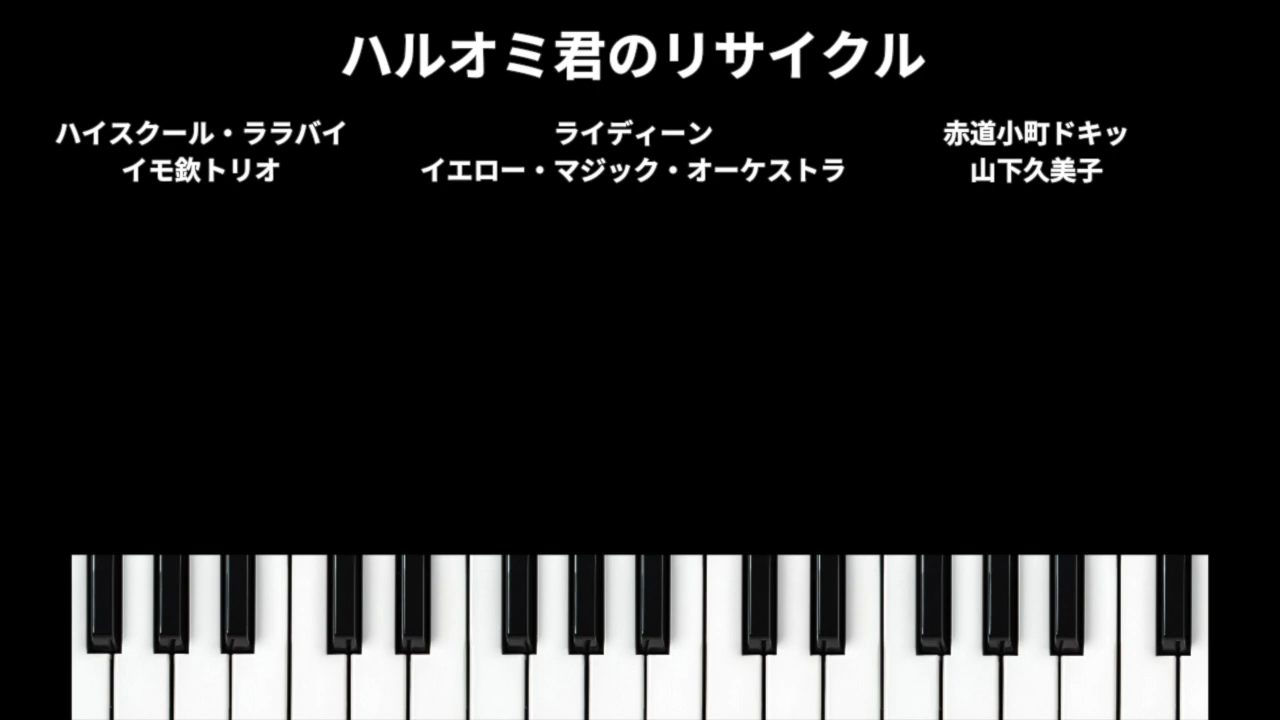 ハルオミ君のリサイクル
ハイスクール・ララバイ
イモ欽トリオ
ライディーン
イエロー・マジック・オーケストラ
赤道小町ドキッ
山下久美子